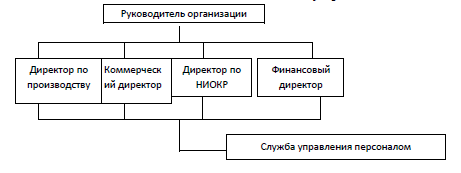 Руководитель организации
Директор по
производству
Коммерческ
ий директор
Директор по
НИОКР
Финансовый
директор
Служба управления персоналом